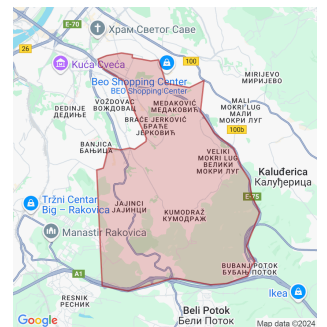 E-70
Храм Светог Саве
26
Кућа Cveća
100
Beo Shopping Center
BEO Shopping Center
MIRIJEVO
МИРИЈЕВО
VOŽDOVAC
ВОЖДОВАЦ
MEDAKOVIĆ
МЕДАКОВИЋ
MALI
MOKRI LUG
МАЛИ
МОКРИ ЛУГ
DEDINJE
ДЕДИЊЕ
BRAĆE JERKOVIĆ
БРАЋЕ
ЈЕРКОВИЋ
100b
BANJICA
БАЊИЦА
VELIKI
MOKRI LUG
ВЕЛИКИ
МОКРИ ЛУГ
Kaluđerica
Калуђерица
E-75
Tržni Centar
Big – Rakovica
JAJINCI
ЈАЈИНЦИ
KUMODRAŽ
КУМОДРАЖ
Manastir Rakovica
A1
BUBANJ POTOK
БУБАЊ ПОТОК
Ikea
RESNIK
РЕСНИК
Beli Potok
Бели Поток
Google
Map data ©2024